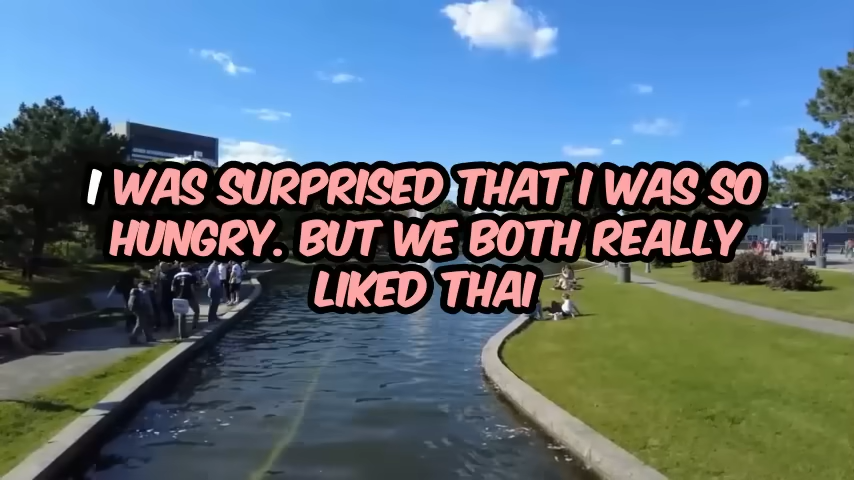 I WAS SURPRISED THAT I WAS SO
HUNGRY. BUT WE BOTH REALLY
LIKED THAI